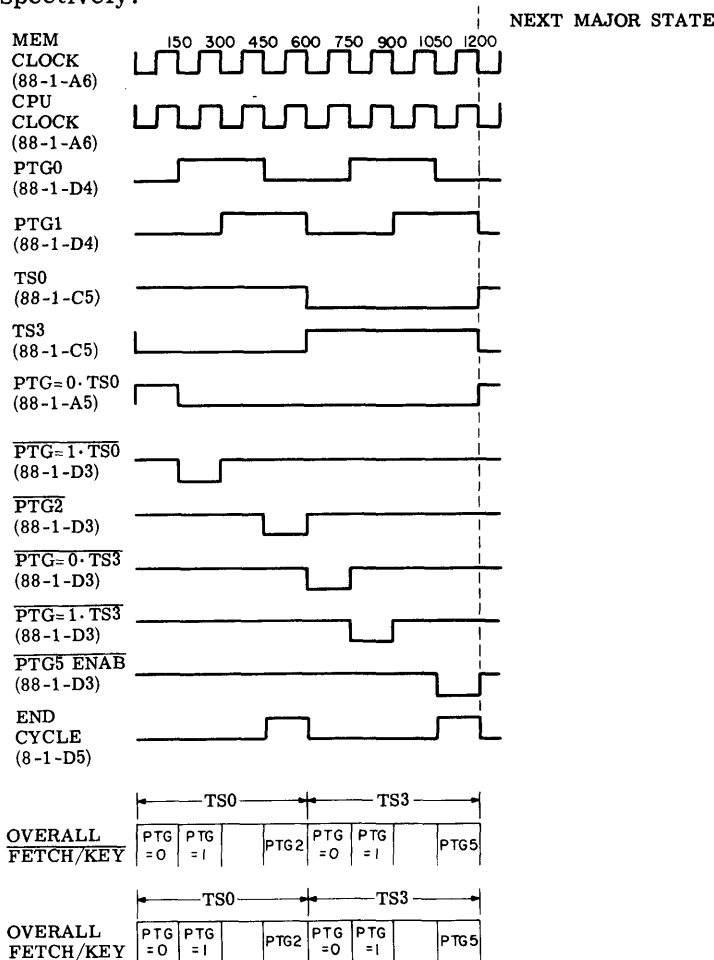 spectively.
NEXT MAJOR STATE
150 300 450 600 750 900 1050 1200
MEM
CLOCK
(88-1-A6)
CPU
CLOCK
(88-1-A6)
PTG0
(88-1-D4)
PTG1
(88-1-D4)
TS0
(88-1-C5)
TS3
(88-1-C5)
PTG=0·TS0
(88-1-A5)
PTG=1·TS0
(88-1-D3)
PTG2
(88-1-D3)
PTG=0·TS3
(88-1-D3)
PTG=1·TS3
(88-1-D3)
PTG5 ENAB
(88-1-D3)
END
CYCLE
(8-1-D5)
TS0 TS3
OVERALL
FETCH/KEY
PTG PTG PTG2 PTG PTG PTG5
=0 =1 =0 =1
TS0 TS3
OVERALL
FETCH/KEY
PTG PTG PTG2 PTG PTG PTG5
=0 =1 =0 =1